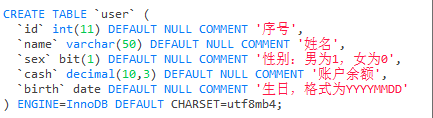 CREATE TABLE `user` (
`id` int(11) DEFAULT NULL COMMENT '序号',
`name` varchar(50) DEFAULT NULL COMMENT '姓名',
`sex` bit(1) DEFAULT NULL COMMENT '性别：男为1，女为0',
`cash` decimal(10,3) DEFAULT NULL COMMENT '账户余额',
`birth` date DEFAULT NULL COMMENT '生日，格式为YYYYMMDD'
) ENGINE=InnoDB DEFAULT CHARSET=utf8mb4;